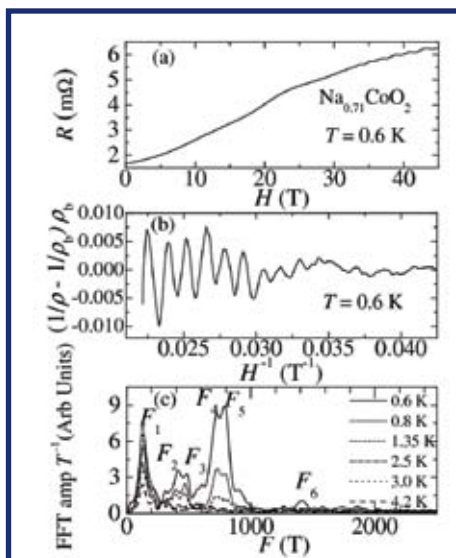 (a)
R (mΩ)
6
5
4
3
2
Na0.71CoO2
T = 0.6 K
0 10 20 30 40
H (T)
(b)
(1/ρ - 1/ρb)ρb
0.010
0.005
0.000
-0.005
-0.010
T = 0.6 K
0.025 0.030 0.035 0.040
H-1 (T-1)
(c)
FFT amp T-1 (Arb Units)
9
6
3
0
F1
F2
F3
F4
F5
F6
0.6 K
0.8 K
1.35 K
2.5 K
3.0 K
4.2 K
0 1000 2000
F (T)